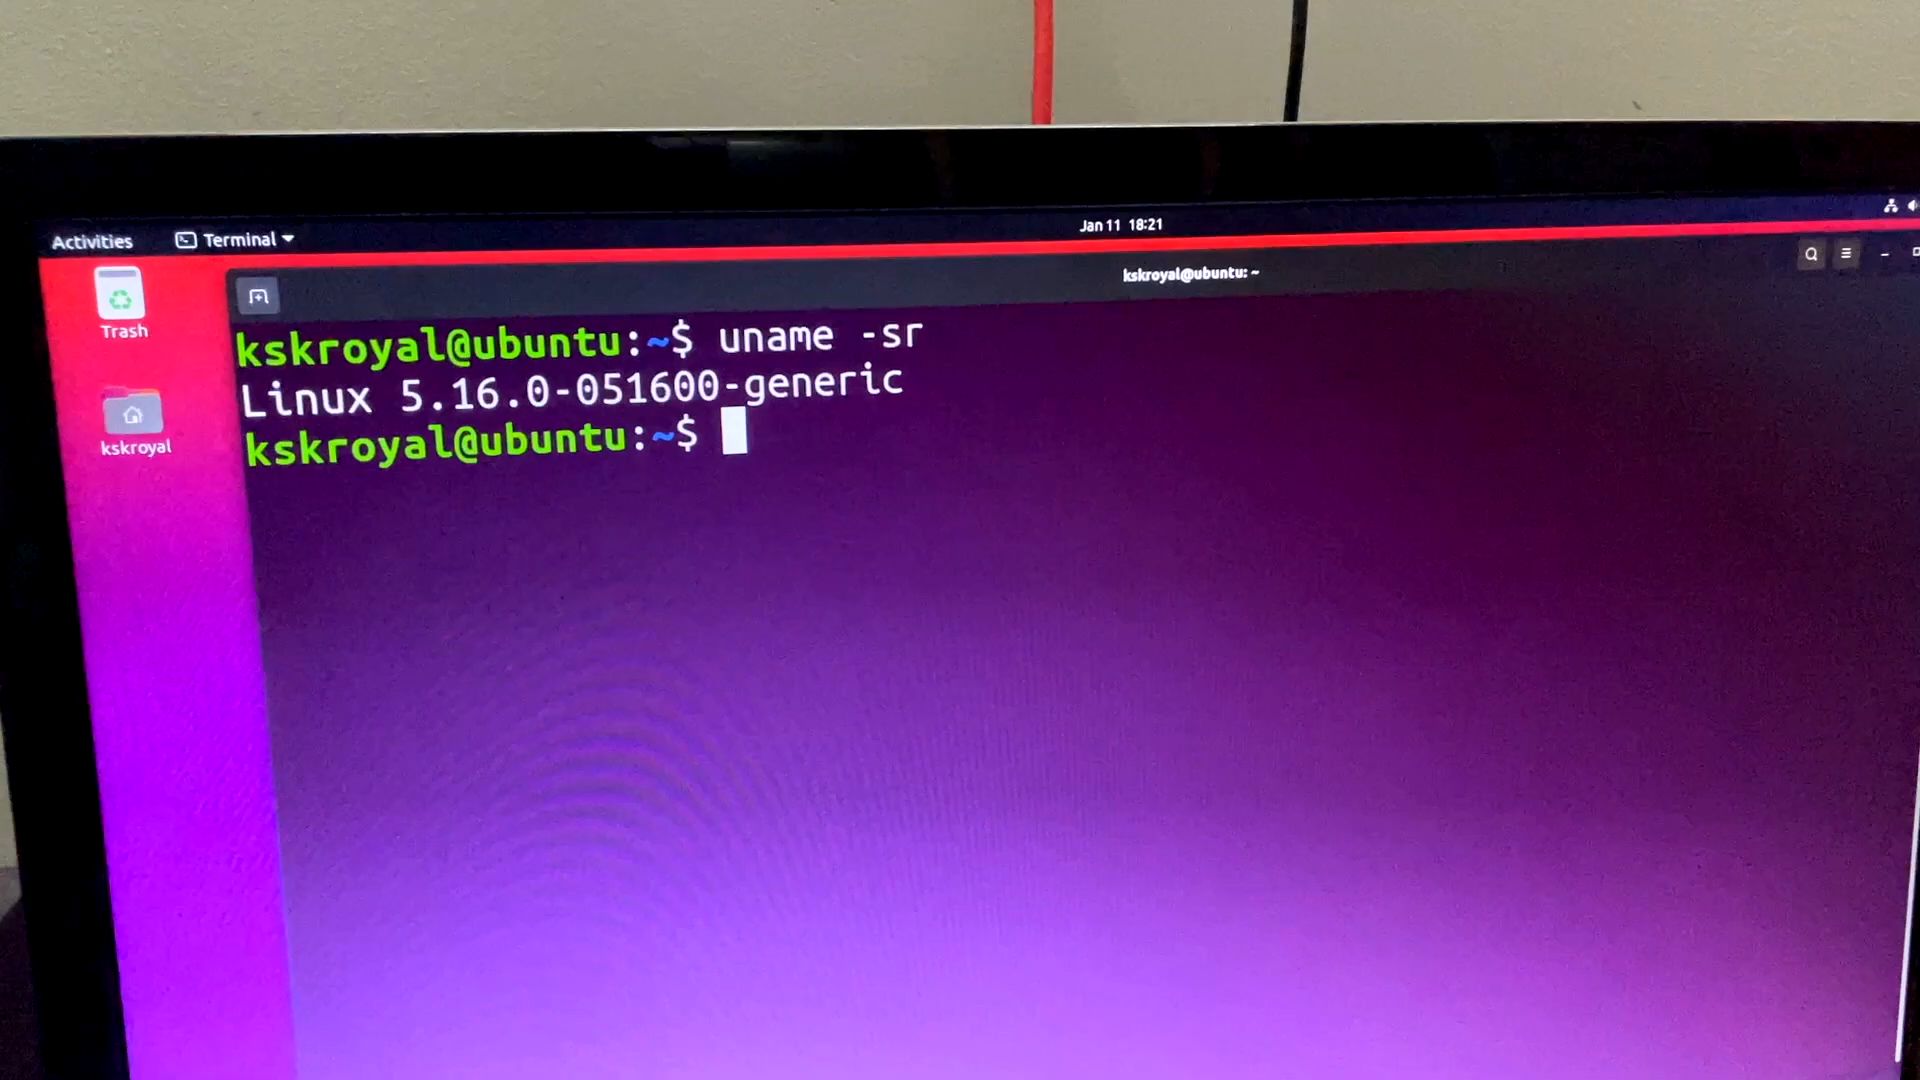 Activities Terminal Jan 11 18:21
kskroyal@ubuntu: ~
Trash
kskroyal
kskroyal@ubuntu:~$ uname -sr
Linux 5.16.0-051600-generic
kskroyal@ubuntu:~$